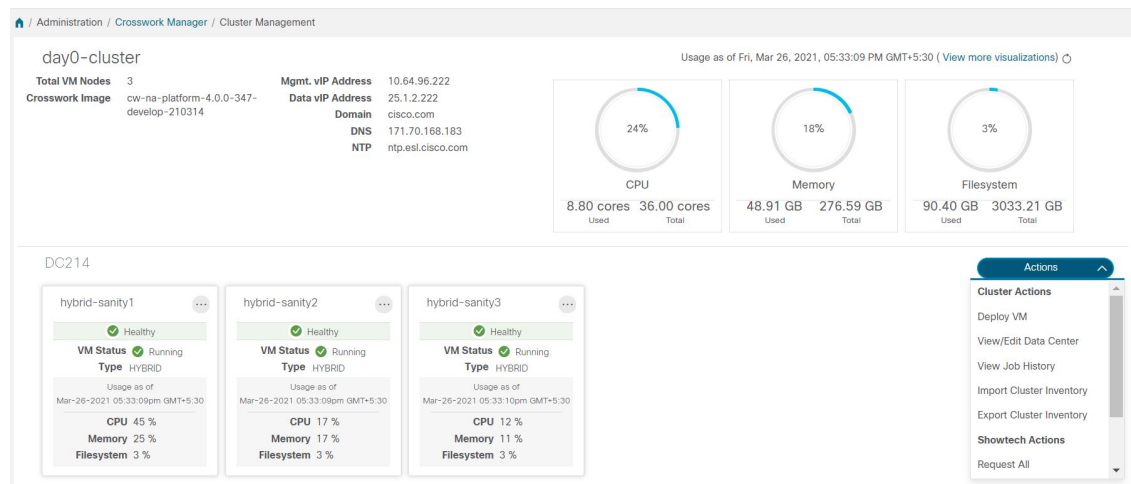 / Administration / Crosswork Manager / Cluster Management
day0-cluster
Usage as of Fri, Mar 26, 2021, 05:33:09 PM GMT+5:30 ( View more visualizations)
Total VM Nodes 3
Crosswork Image cw-na-platform-4.0.0-347-
develop-210314
Mgmt. vIP Address 10.64.96.222
Data vIP Address 25.1.2.222
Domain cisco.com
DNS 171.70.168.183
NTP ntp.esl.cisco.com
24%
CPU
8.80 cores 36.00 cores
Used Total
18%
Memory
48.91 GB 276.59 GB
Used Total
3%
Filesystem
90.40 GB 3033.21 GB
Used Total
DC214
hybrid-sanity1 ...
Healthy
VM Status Running
Type HYBRID
Usage as of
Mar-26-2021 05:33:09pm GMT+5:30
CPU 45 %
Memory 25 %
Filesystem 3 %
hybrid-sanity2 ...
Healthy
VM Status Running
Type HYBRID
Usage as of
Mar-26-2021 05:33:09pm GMT+5:30
CPU 17 %
Memory 17 %
Filesystem 3 %
hybrid-sanity3 ...
Healthy
VM Status Running
Type HYBRID
Usage as of
Mar-26-2021 05:33:10pm GMT+5:30
CPU 12 %
Memory 11 %
Filesystem 3 %
Actions
Cluster Actions
Deploy VM
View/Edit Data Center
View Job History
Import Cluster Inventory
Export Cluster Inventory
Showtech Actions
Request All